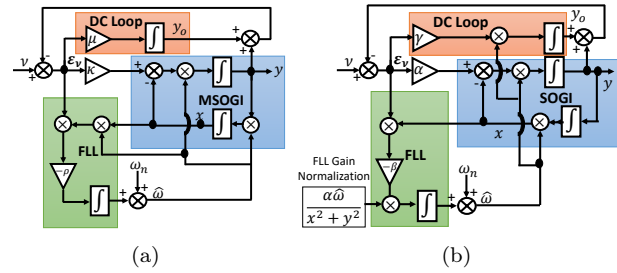 DC Loop
μ
∫
y_o
-
ν
+
ε_ν
κ
+
-
∫
+
+
y
MSOGI
x
∫
FLL
-ρ
∫
ω_n
+
+
ω̂
(a)
DC Loop
γ
∫
y_o
-
ν
+
ε_ν
α
+
-
∫
+
+
y
SOGI
x
∫
FLL
-β
FLL Gain
Normalization
αω̂
x² + y²
∫
ω_n
+
+
ω̂
(b)